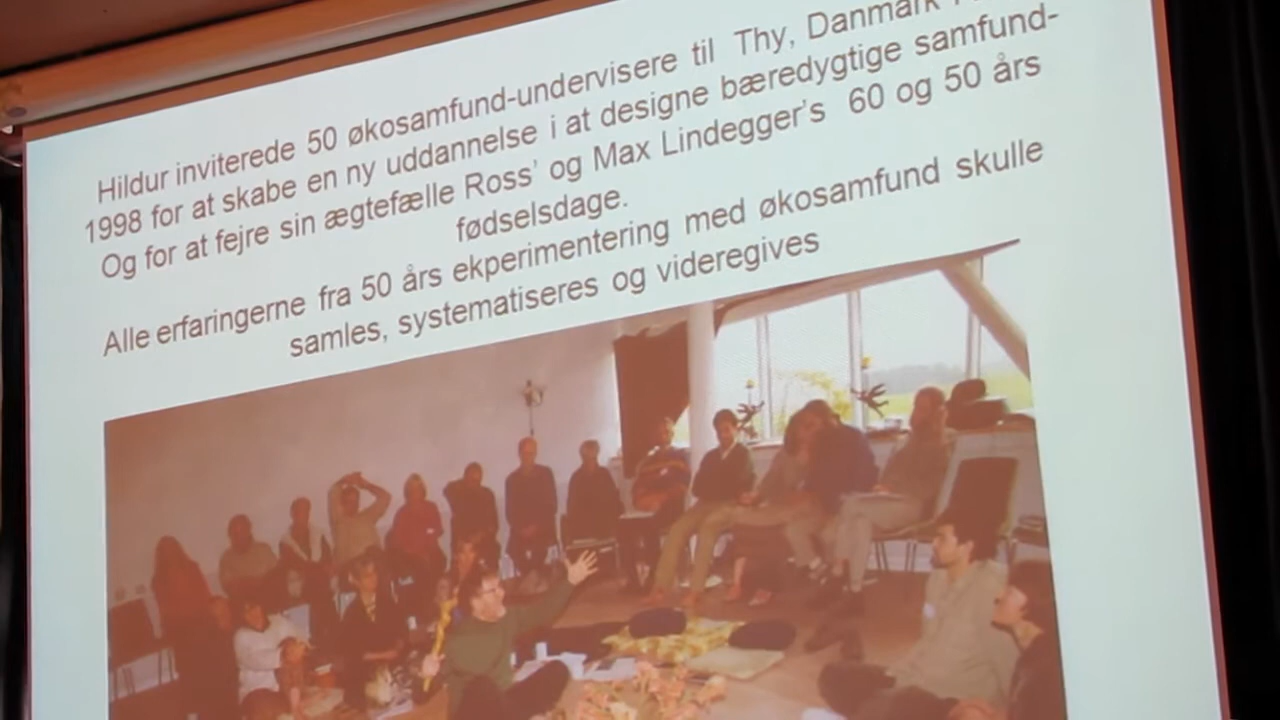 Hildur inviterede 50 økosamfund-undervisere til Thy, Danmark
1998 for at skabe en ny uddannelse i at designe bæredygtige samfund-
Og for at fejre sin ægtefælle Ross’ og Max Lindegger’s 60 og 50 års
fødselsdage.
Alle erfaringerne fra 50 års ekperimentering med økosamfund skulle
samles, systematiseres og videregives